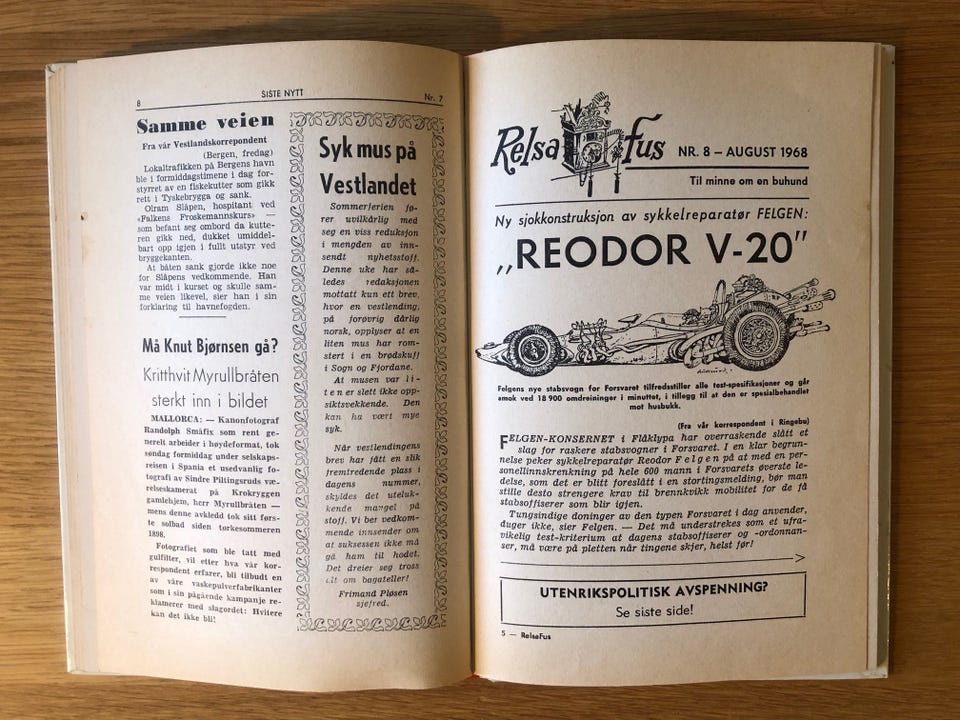 8
SISTE NYTT
Nr. 7
Samme veien
Fra vår Vestlandskorrepondent
(Bergen, fredag)
Lokaltrafikken på Bergens havn
ble i formiddagstimene i dag for-
styrret av en fiskekutter som gikk
rett i Tyskebrygga og sank.
Olram Slåpen, hospitant ved
«Falkens Froskemannskurs» —
som befant seg ombord da kutte-
ren gikk ned, dukket umiddel-
bart opp igjen i fullt utstyr ved
bryggekanten.
At båten sank gjorde ikke noe
for Slåpens vedkommende. Han
var midt i kurset og skulle sam-
me veien likevel, sier han i sin
forklaring til havnefogden.
Må Knut Bjørnsen gå?
Kritthvit Myrullbråten
sterkt inn i bildet
MALLORCA: — Kanonfotograf
Randolph Småfix som rent ge-
nerelt arbeider i høydeformat, tok
søndag formiddag under selskaps-
reisen i Spania et usedvanlig fo-
tografi av Sindre Piltingsruds væ-
relseskamerat på Krokryggen
gamlehjem, herr Myrullbråten —
mens denne avkledd tok sitt førs-
te solbad siden tørkesommeren
1898.
Fotografiet som ble tatt med
gulfilter, vil etter hva vår kor-
respondent erfarer, bli tilbudt en
av våre vaskepulverfabrikanter
som i sin pågående kampanje re-
klamerer med slagordet: Hvitere
kan det ikke bli!
Syk mus på
Vestlandet
Sommerferien fø-
rer uvilkårlig med
seg en viss reduksjon
i mengden av inn-
sendt nyhetsstoff.
Denne uke har så-
ledes redaksjonen
mottatt kun ett brev,
hvor en vestlending,
på forøvrig dårlig
norsk, opplyser at en
liten mus har rom-
stert i en brødskuff
i Sogn og Fjordane.
At musen var li-
ten er slett ikke opp-
siktsvekkende. Den
kan ha vært mye
syk.
Når vestlendingens
brev har fått en slik
fremtredende plass i
dagens nummer,
skyldes det uteluk-
kende mangel på
stoff. Vi ber vedkom-
mende innsender om
at suksessen ikke må
gå ham til hodet.
Det dreier seg tross
alt om bagateller!
Frimand Pløsen
sjefred.
Relsa Fus
NR. 8 – AUGUST 1968
Til minne om en buhund
Ny sjokkonstruksjon av sykkelreparatør FELGEN:
„REODOR V-20"
Felgens nye stabsvogn for Forsvaret tilfredsstiller alle test-spesifikasjoner og går
amok ved 18 900 omdreininger i minuttet, i tillegg til at den er spesialbehandlet
mot husbukk.
(Fra vår korrespondent i Ringebu)
FELGEN-KONSERNET i Flåklypa har overraskende slått et
slag for raskere stabsvogner i Forsvaret. I en klar begrun-
nelse peker sykkelreparatør Reodor Felgen på at med en per-
sonellinnskrenkning på hele 600 mann i Forsvarets øverste le-
delse, som det er blitt foreslått i en stortingsmelding, bør man
stille desto strengere krav til brennkvikk mobilitet for de få
stabsoffiserer som blir igjen.
Tungsindige doninger av den typen Forsvaret i dag anvender,
duger ikke, sier Felgen. — Det må understrekes som et ufra-
vikelig test-kriterium at dagens stabsoffiserer og -ordonnan-
ser, må være på pletten når tingene skjer, helst før!
UTENRIKSPOLITISK AVSPENNING?
Se siste side!
5 — RelsaFus